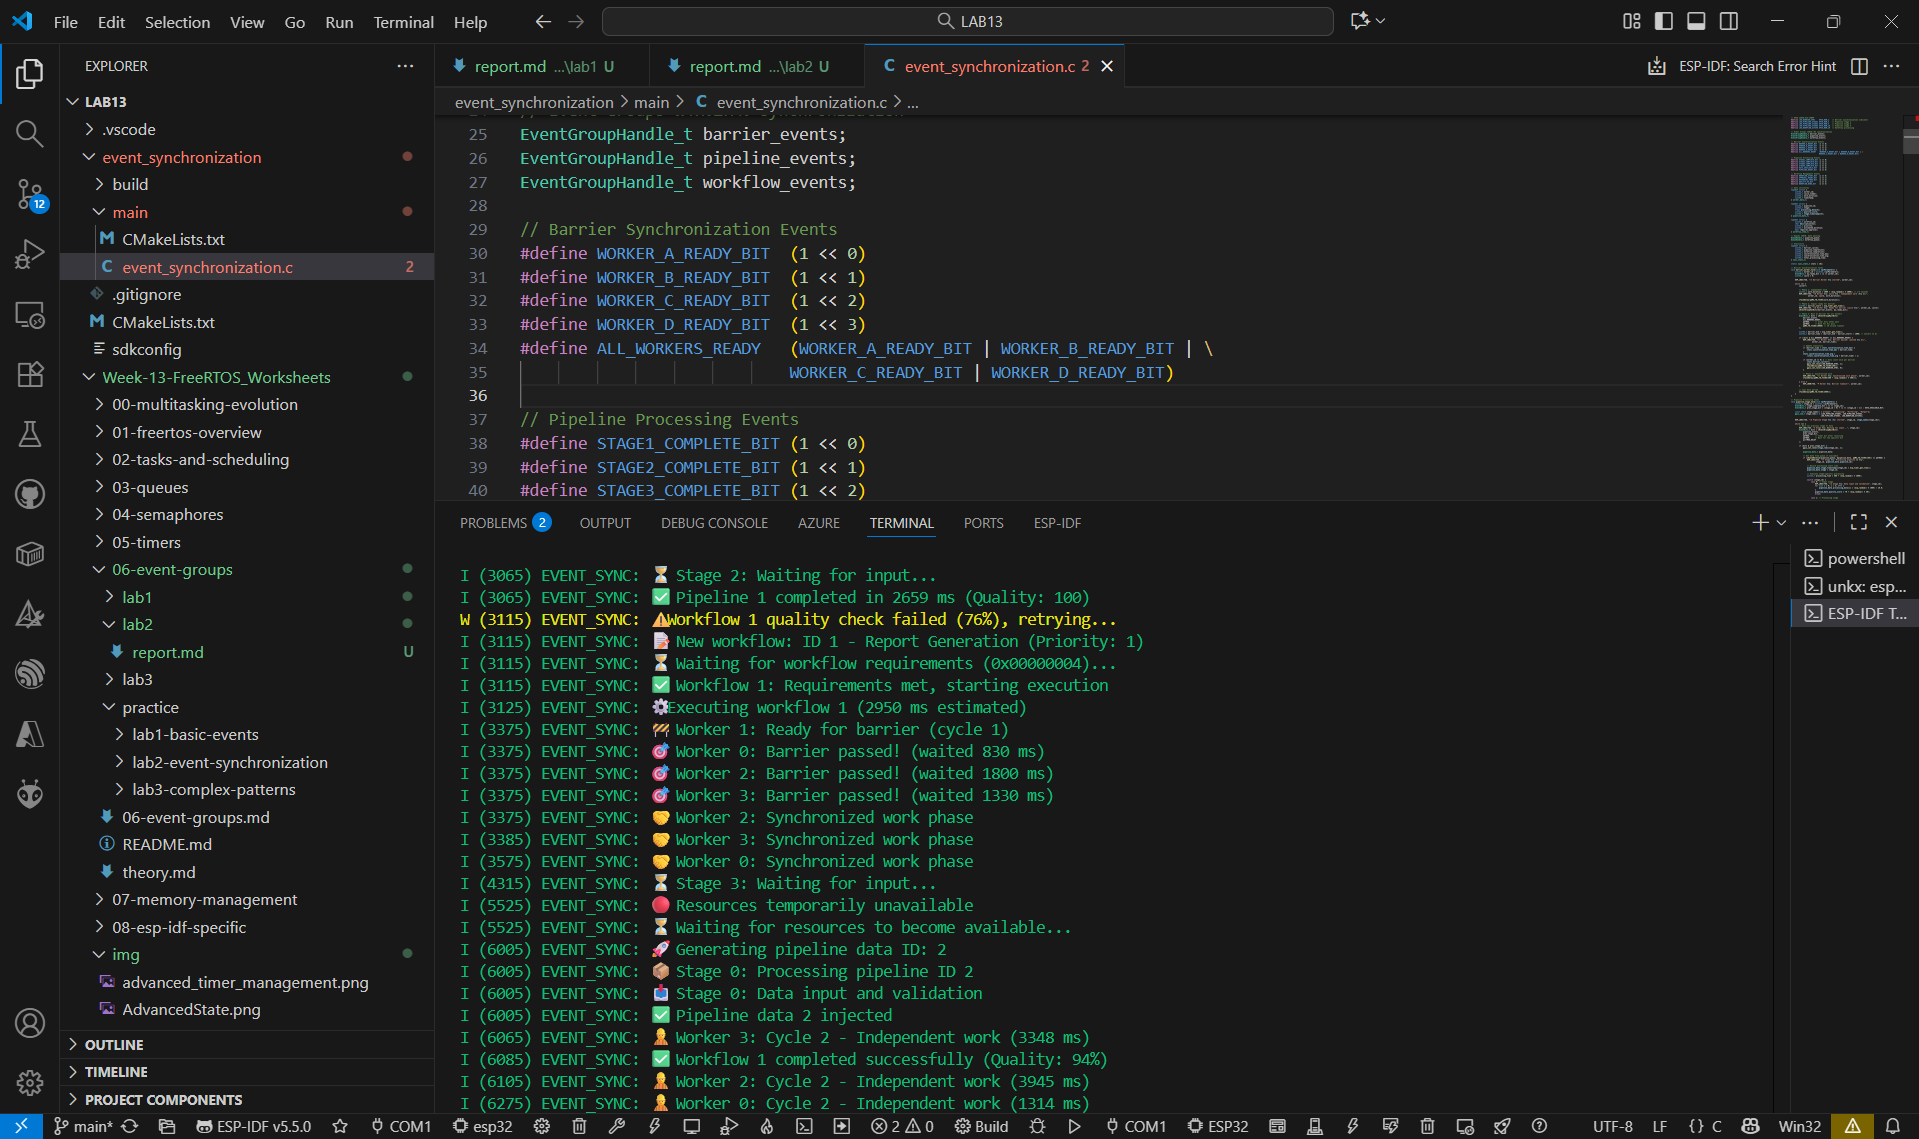 File Edit Selection View Go Run Terminal Help
LAB13
EXPLORER
LAB13
.vscode
event_synchronization
build
main
CMakeLists.txt
event_synchronization.c 2
.gitignore
CMakeLists.txt
sdkconfig
Week-13-FreeRTOS_Worksheets
00-multitasking-evolution
01-freertos-overview
02-tasks-and-scheduling
03-queues
04-semaphores
05-timers
06-event-groups
lab1
lab2
report.md U
lab3
practice
lab1-basic-events
lab2-event-synchronization
lab3-complex-patterns
06-event-groups.md
README.md
theory.md
07-memory-management
08-esp-idf-specific
img
advanced_timer_management.png
AdvancedState.png
OUTLINE
TIMELINE
PROJECT COMPONENTS
12
report.md ...\lab1 U
report.md ...\lab2 U
C event_synchronization.c 2
ESP-IDF: Search Error Hint
event_synchronization > main > C event_synchronization.c > ...
25 EventGroupHandle_t barrier_events;
26 EventGroupHandle_t pipeline_events;
27 EventGroupHandle_t workflow_events;
28
29 // Barrier Synchronization Events
30 #define WORKER_A_READY_BIT (1 << 0)
31 #define WORKER_B_READY_BIT (1 << 1)
32 #define WORKER_C_READY_BIT (1 << 2)
33 #define WORKER_D_READY_BIT (1 << 3)
34 #define ALL_WORKERS_READY (WORKER_A_READY_BIT | WORKER_B_READY_BIT | \
35 WORKER_C_READY_BIT | WORKER_D_READY_BIT)
36
37 // Pipeline Processing Events
38 #define STAGE1_COMPLETE_BIT (1 << 0)
39 #define STAGE2_COMPLETE_BIT (1 << 1)
40 #define STAGE3_COMPLETE_BIT (1 << 2)
PROBLEMS 2 OUTPUT DEBUG CONSOLE AZURE TERMINAL PORTS ESP-IDF
powershell
unkx: esp...
ESP-IDF T...
I (3065) EVENT_SYNC: ⏳ Stage 2: Waiting for input...
I (3065) EVENT_SYNC: ✅ Pipeline 1 completed in 2659 ms (Quality: 100)
W (3115) EVENT_SYNC: ⚠️Workflow 1 quality check failed (76%), retrying...
I (3115) EVENT_SYNC: 📝 New workflow: ID 1 - Report Generation (Priority: 1)
I (3115) EVENT_SYNC: ⏳ Waiting for workflow requirements (0x00000004)...
I (3115) EVENT_SYNC: ✅ Workflow 1: Requirements met, starting execution
I (3125) EVENT_SYNC: ⚙️Executing workflow 1 (2950 ms estimated)
I (3375) EVENT_SYNC: 🚧 Worker 1: Ready for barrier (cycle 1)
I (3375) EVENT_SYNC: 🎯 Worker 0: Barrier passed! (waited 830 ms)
I (3375) EVENT_SYNC: 🎯 Worker 2: Barrier passed! (waited 1800 ms)
I (3375) EVENT_SYNC: 🎯 Worker 3: Barrier passed! (waited 1330 ms)
I (3375) EVENT_SYNC: 🤝 Worker 2: Synchronized work phase
I (3385) EVENT_SYNC: 🤝 Worker 3: Synchronized work phase
I (3575) EVENT_SYNC: 🤝 Worker 0: Synchronized work phase
I (4315) EVENT_SYNC: ⏳ Stage 3: Waiting for input...
I (5525) EVENT_SYNC: 🔴 Resources temporarily unavailable
I (5525) EVENT_SYNC: ⏳ Waiting for resources to become available...
I (6005) EVENT_SYNC: 🚀 Generating pipeline data ID: 2
I (6005) EVENT_SYNC: 📦 Stage 0: Processing pipeline ID 2
I (6005) EVENT_SYNC: 📥 Stage 0: Data input and validation
I (6005) EVENT_SYNC: ✅ Pipeline data 2 injected
I (6065) EVENT_SYNC: 👷 Worker 3: Cycle 2 - Independent work (3348 ms)
I (6085) EVENT_SYNC: ✅ Workflow 1 completed successfully (Quality: 94%)
I (6105) EVENT_SYNC: 👷 Worker 2: Cycle 2 - Independent work (3945 ms)
I (6275) EVENT_SYNC: 👷 Worker 0: Cycle 2 - Independent work (1314 ms)
main* ESP-IDF v5.5.0 COM1 esp32 2 0 Build COM1 ESP32 UTF-8 LF {} C Win32